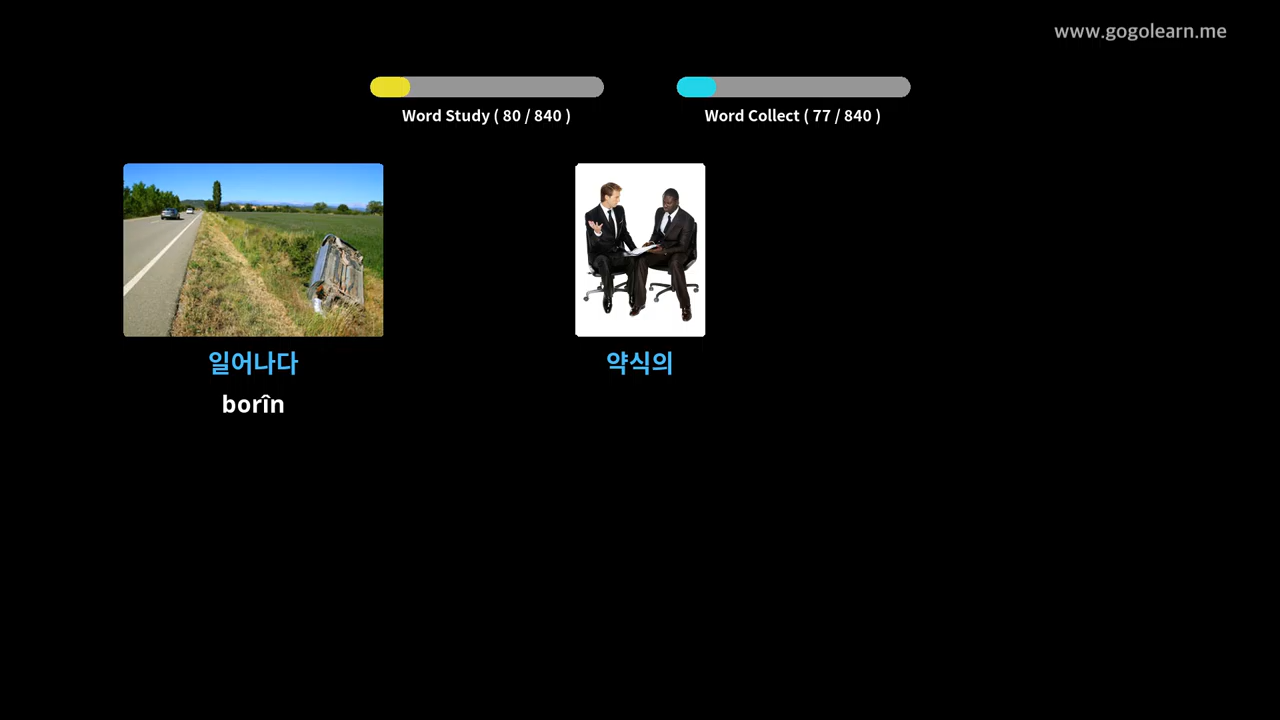 www.gogolearn.me
Word Study ( 80 / 840 )
Word Collect ( 77 / 840 )
일어나다
약식의
borîn